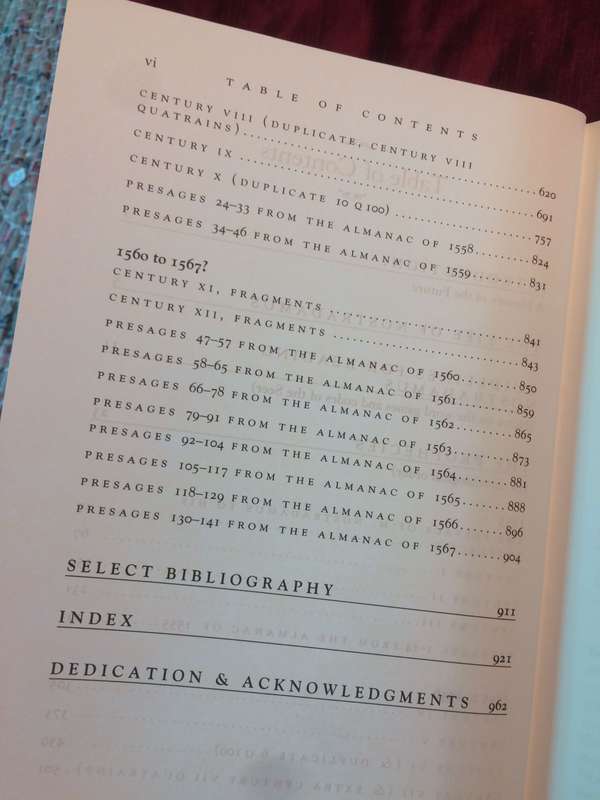 vi
TABLE OF CONTENTS
CENTURY VIII (DUPLICATE, CENTURY VIII
QUATRAINS)........................................620
CENTURY IX........................................691
CENTURY X (DUPLICATE 10 Q100)....................757
PRESAGES 24–33 FROM THE ALMANAC OF 1558........824
PRESAGES 34–46 FROM THE ALMANAC OF 1559........831
1560 to 1567?
CENTURY XI, FRAGMENTS............................841
CENTURY XII, FRAGMENTS...........................843
PRESAGES 47–57 FROM THE ALMANAC OF 1560........850
PRESAGES 58–65 FROM THE ALMANAC OF 1561........859
PRESAGES 66–78 FROM THE ALMANAC OF 1562........865
PRESAGES 79–91 FROM THE ALMANAC OF 1563........873
PRESAGES 92–104 FROM THE ALMANAC OF 1564.......881
PRESAGES 105–117 FROM THE ALMANAC OF 1565......888
PRESAGES 118–129 FROM THE ALMANAC OF 1566......896
PRESAGES 130–141 FROM THE ALMANAC OF 1567......904
SELECT BIBLIOGRAPHY 911
INDEX 921
DEDICATION & ACKNOWLEDGMENTS 962